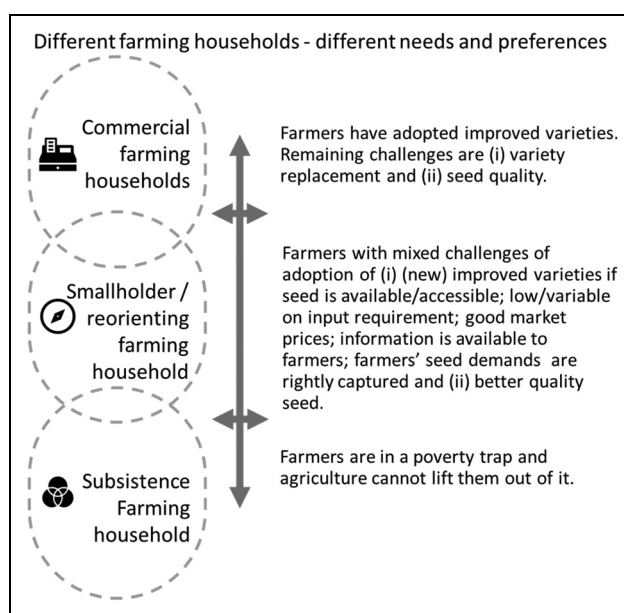 Different farming households - different needs and preferences
Commercial
farming
households
Farmers have adopted improved varieties.
Remaining challenges are (i) variety
replacement and (ii) seed quality.
Smallholder /
reorienting
farming
household
Farmers with mixed challenges of
adoption of (i) (new) improved varieties if
seed is available/accessible; low/variable
on input requirement; good market
prices; information is available to
farmers; farmers’ seed demands are
rightly captured and (ii) better quality
seed.
Subsistence
Farming
household
Farmers are in a poverty trap and
agriculture cannot lift them out of it.